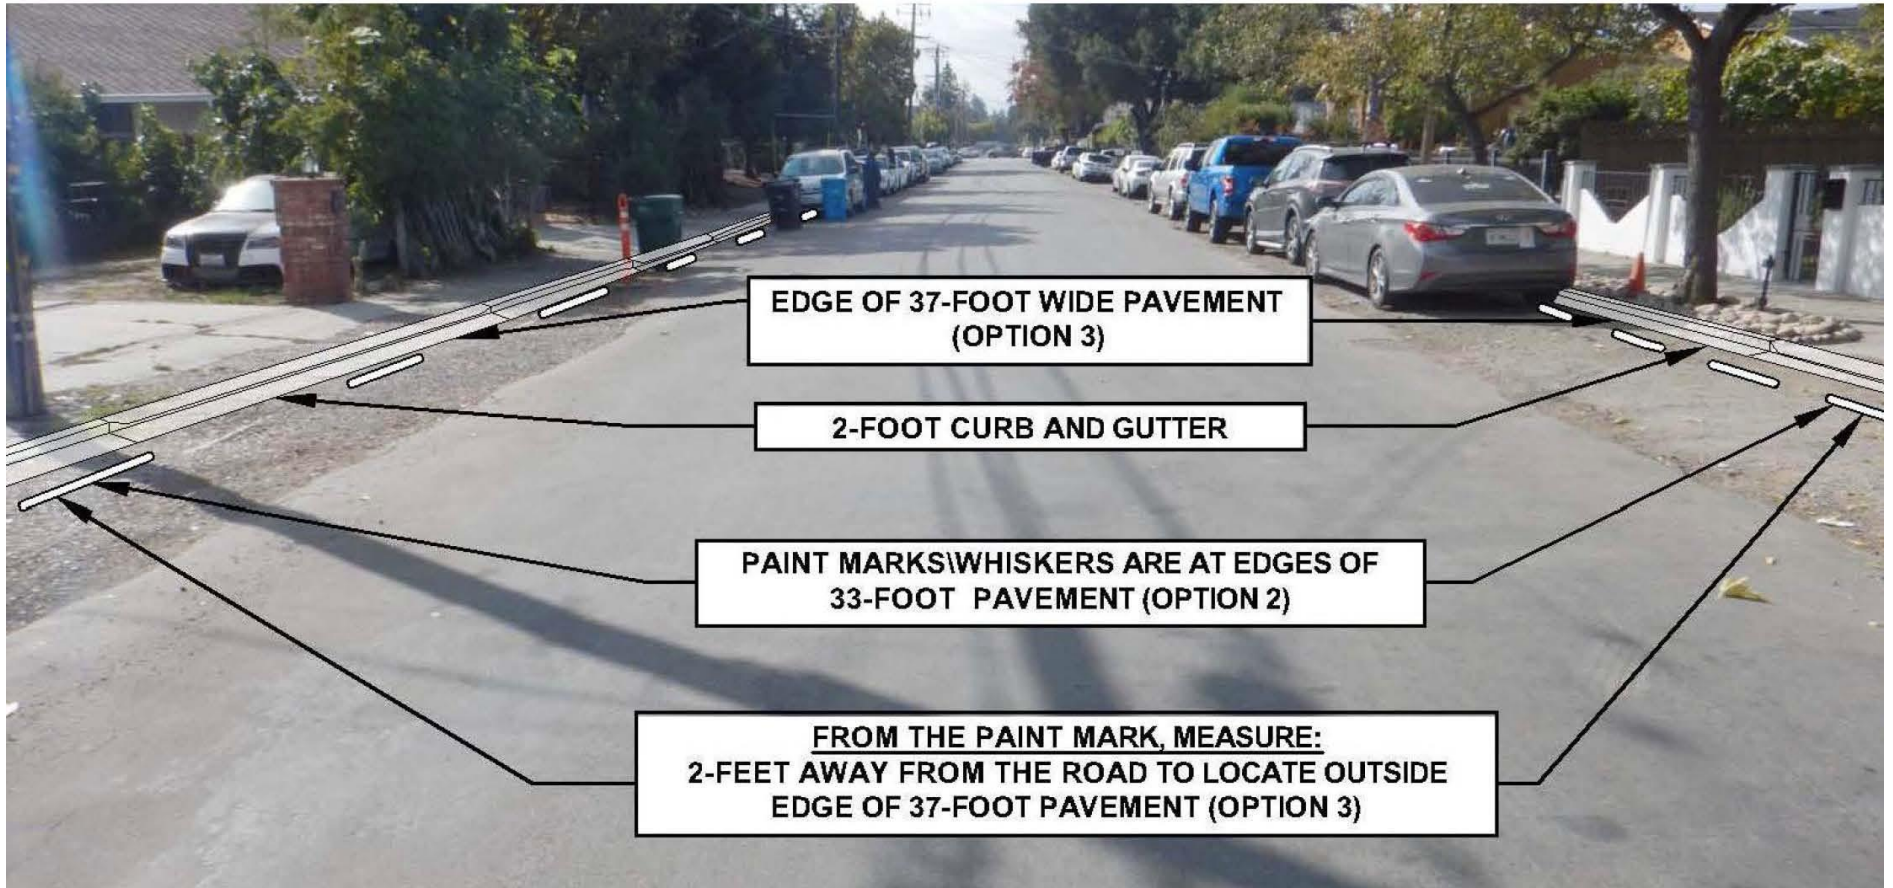 EDGE OF 37-FOOT WIDE PAVEMENT
(OPTION 3)
2-FOOT CURB AND GUTTER
PAINT MARKS\WHISKERS ARE AT EDGES OF
33-FOOT PAVEMENT (OPTION 2)
FROM THE PAINT MARK, MEASURE:
2-FEET AWAY FROM THE ROAD TO LOCATE OUTSIDE
EDGE OF 37-FOOT PAVEMENT (OPTION 3)